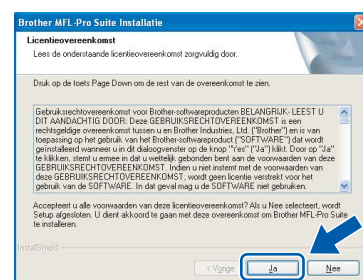 Brother MFL-Pro Suite Installatie
Licentieovereenkomst
Lees de onderstaande licentieovereenkomst zorgvuldig door.
Druk op de toets Page Down om de rest van de overeenkomst te zien.
Gebruiksrechtovereenkomst voor Brother-softwareproducten BELANGRIJK- LEEST U
DIT AANDACHTIG DOOR: Deze GEBRUIKSRECHTOVEREENKOMST is een
rechtsgeldige overeenkomst tussen u en Brother Industries, Ltd. ("Brother") en is van
toepassing op het gebruik van het Brother-softwareproduct ("SOFTWARE") dat wordt
geïnstalleerd wanneer u in dit dialoogvenster op de knop "Yes" ("Ja") klikt. Door op "Ja"
te klikken, stemt u ermee in dat u wettelijk gebonden bent aan de voorwaarden van deze
GEBRUIKSRECHTOVEREENKOMST. Indien u niet instemt met de voorwaarden van
deze GEBRUIKSRECHTOVEREENKOMST, wordt geen licentie verstrekt voor het
gebruik van de SOFTWARE. In dat geval mag u de SOFTWARE niet gebruiken.
Accepteert u alle voorwaarden van deze licentieovereenkomst? Als u Nee selecteert, wordt
Setup afgesloten. U dient akkoord te gaan met deze overeenkomst om Brother MFL-Pro Suite
te installeren.
InstallShield
< Vorige Ja Nee